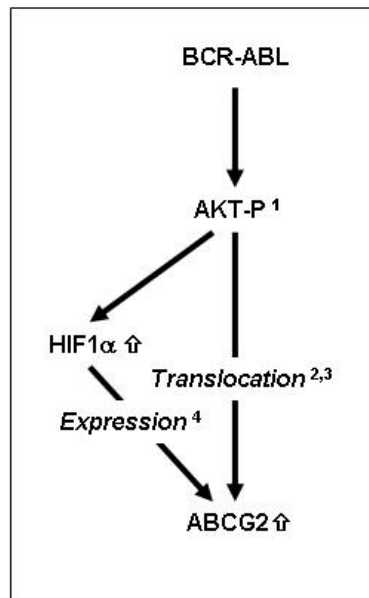 BCR-ABL
AKT-P ¹
HIF1α ⇧
Translocation ²,³
Expression ⁴
ABCG2 ⇧